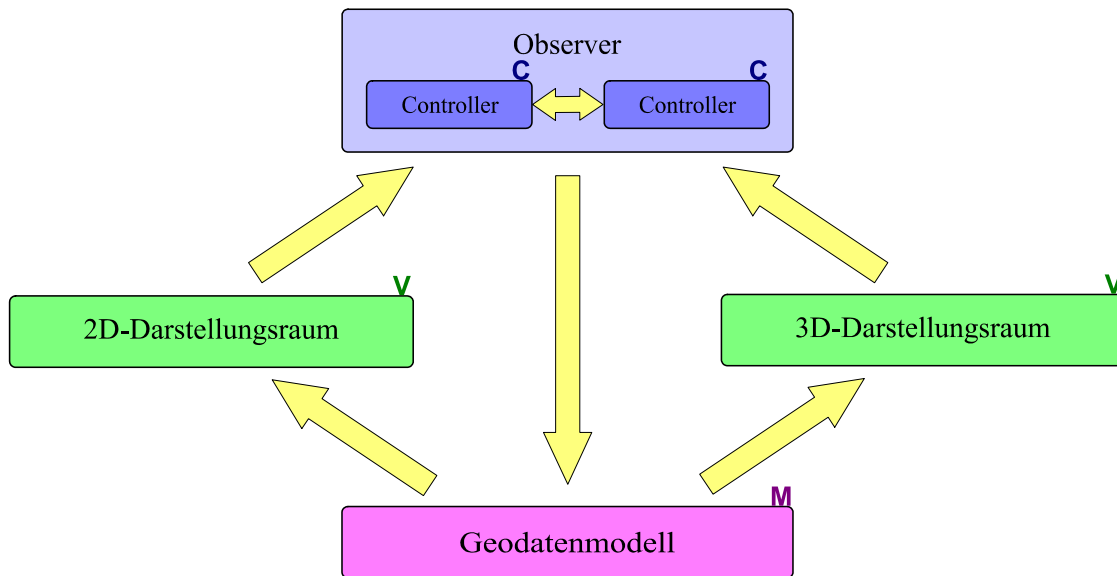 Observer
C
C
Controller
Controller
V
V
2D-Darstellungsraum
3D-Darstellungsraum
M
Geodatenmodell